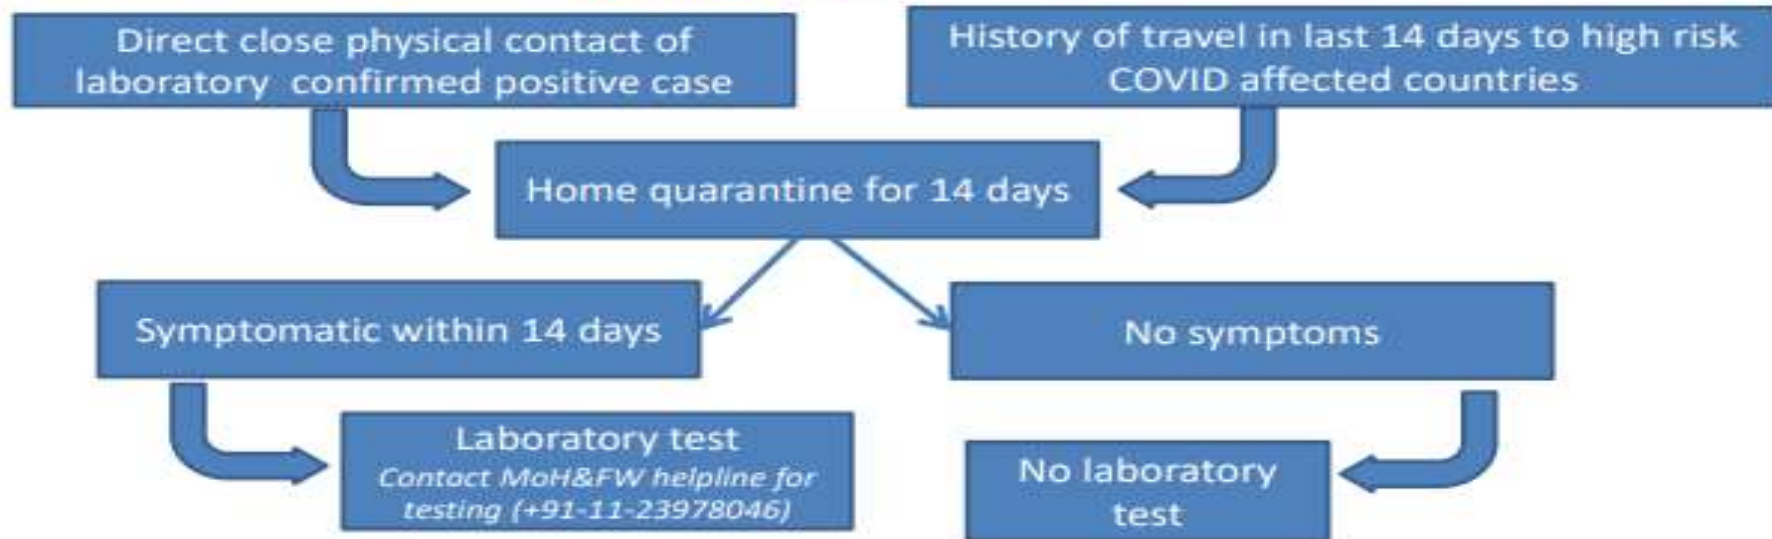 Direct close physical contact of
laboratory confirmed positive case
History of travel in last 14 days to high risk
COVID affected countries
Home quarantine for 14 days
Symptomatic within 14 days
No symptoms
Laboratory test
Contact MoH&FW helpline for
testing (+91-11-23978046)
No laboratory
test